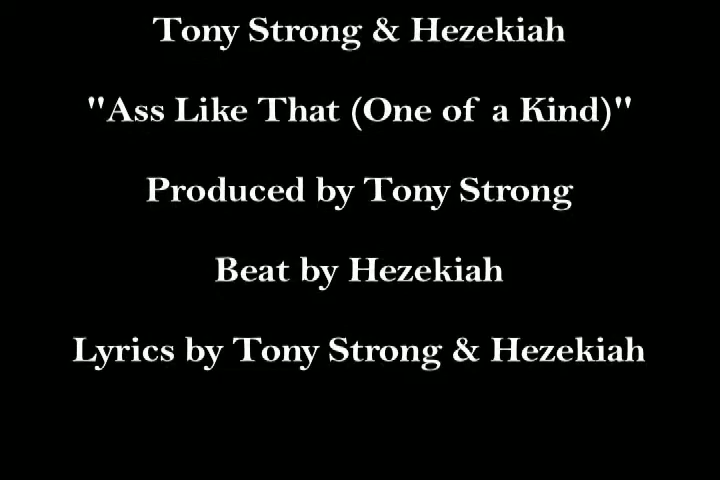 Tony Strong & Hezekiah
"Ass Like That (One of a Kind)"
Produced by Tony Strong
Beat by Hezekiah
Lyrics by Tony Strong & Hezekiah